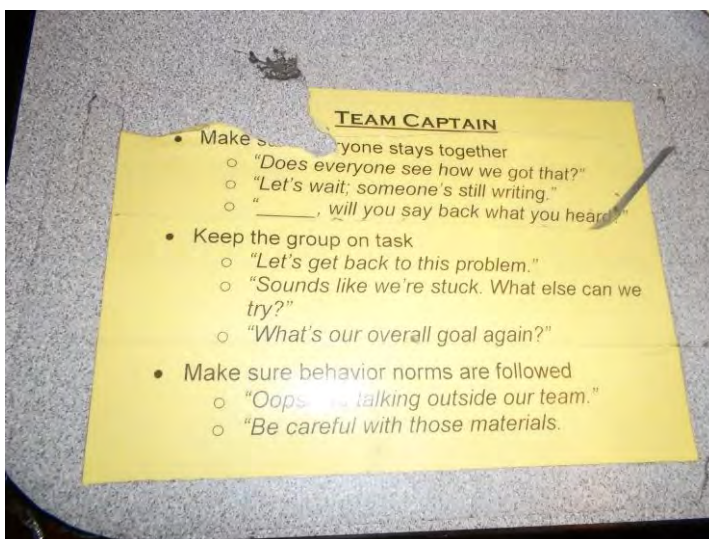 TEAM CAPTAIN
• Make yone stays together
○ "Does everyone see how we got that?"
○ "Let's wait; someone's still writing."
○ "_____, will you say back what you heard?"
• Keep the group on task
○ "Let's get back to this problem."
○ "Sounds like we're stuck. What else can we
try?"
○ "What's our overall goal again?"
• Make sure behavior norms are followed
○ "Oops talking outside our team."
○ "Be careful with those materials.